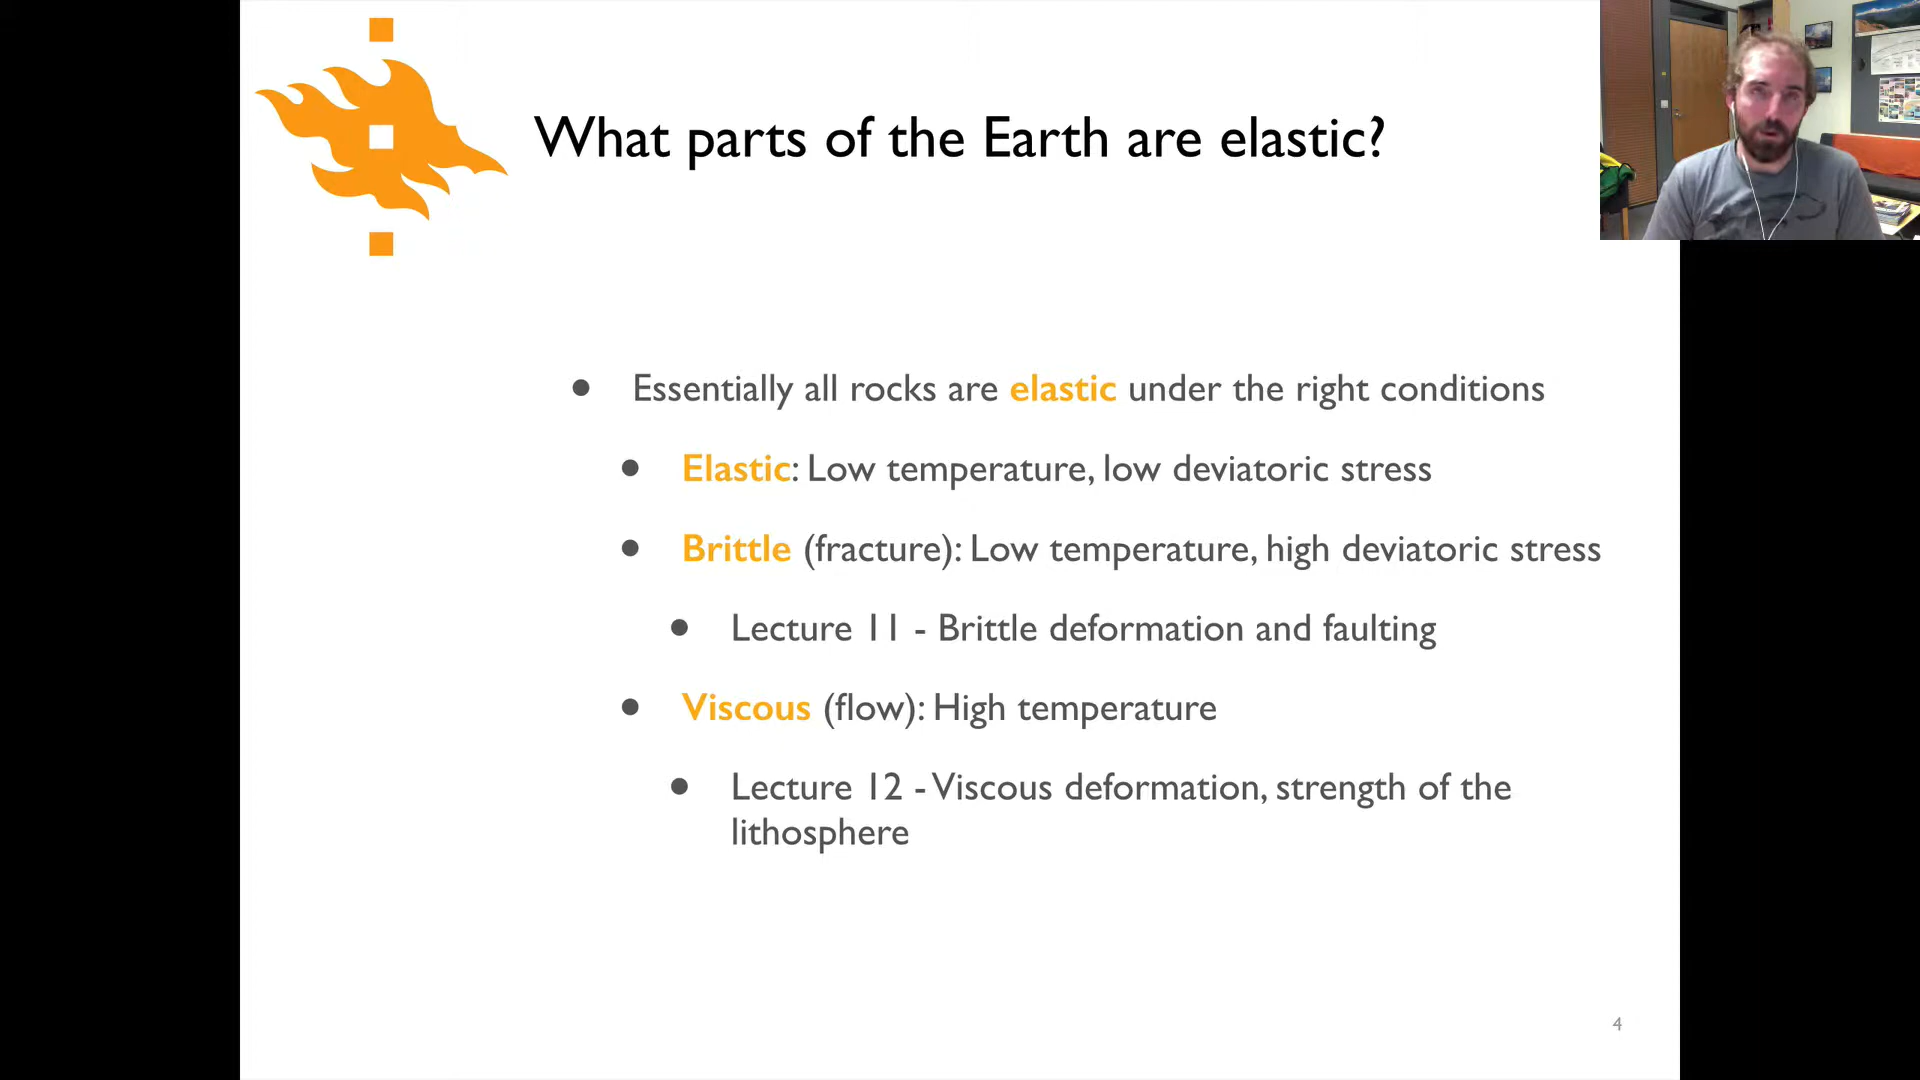 What parts of the Earth are elastic?
● Essentially all rocks are elastic under the right conditions
● Elastic: Low temperature, low deviatoric stress
● Brittle (fracture): Low temperature, high deviatoric stress
● Lecture 11 - Brittle deformation and faulting
● Viscous (flow): High temperature
● Lecture 12 - Viscous deformation, strength of the
lithosphere
4